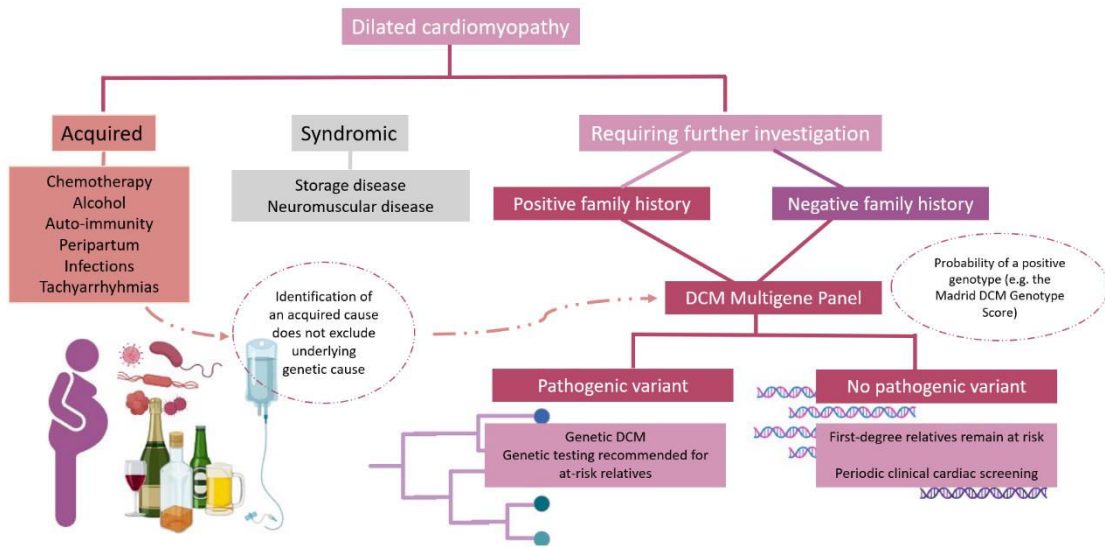 Dilated cardiomyopathy
Acquired
Syndromic
Requiring further investigation
Chemotherapy
Alcohol
Auto-immunity
Peripartum
Infections
Tachyarrhyhmias
Storage disease
Neuromuscular disease
Positive family history
Negative family history
Identification of
an acquired cause
does not exclude
underlying
genetic cause
DCM Multigene Panel
Probability of a positive
genotype (e.g. the
Madrid DCM Genotype
Score)
Pathogenic variant
No pathogenic variant
Genetic DCM
Genetic testing recommended for
at-risk relatives
First-degree relatives remain at risk
Periodic clinical cardiac screening